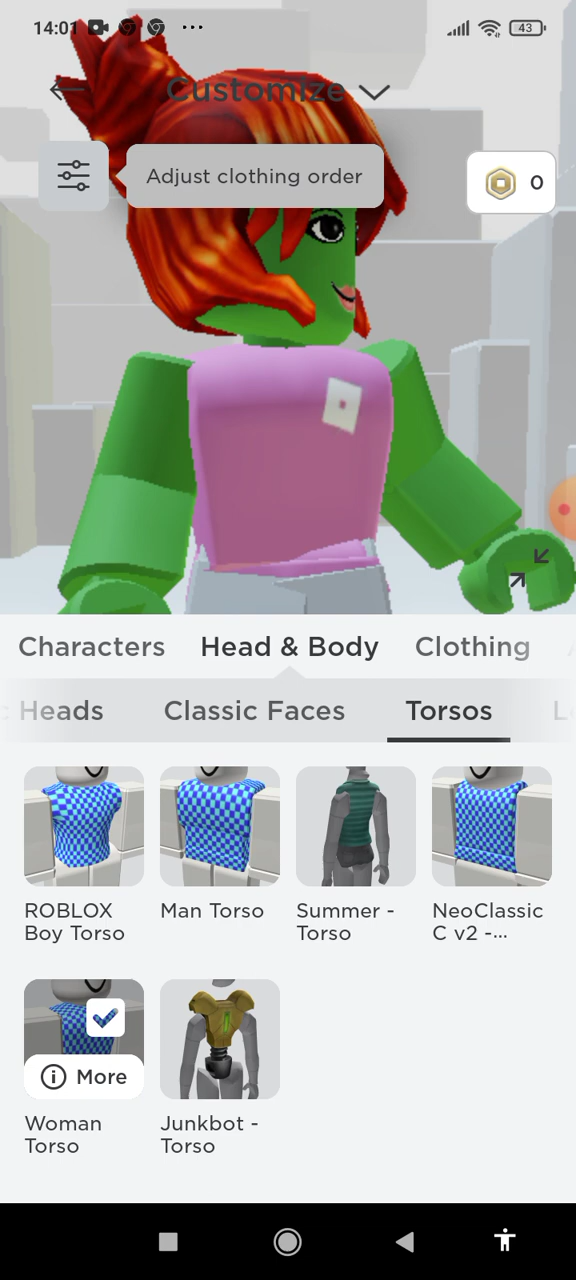 14:01
43
Customize
Adjust clothing order
0
Characters
Head & Body
Clothing
Heads
Classic Faces
Torsos
ROBLOX
Boy Torso
Man Torso
Summer -
Torso
NeoClassic
C v2 -...
More
Woman
Torso
Junkbot -
Torso